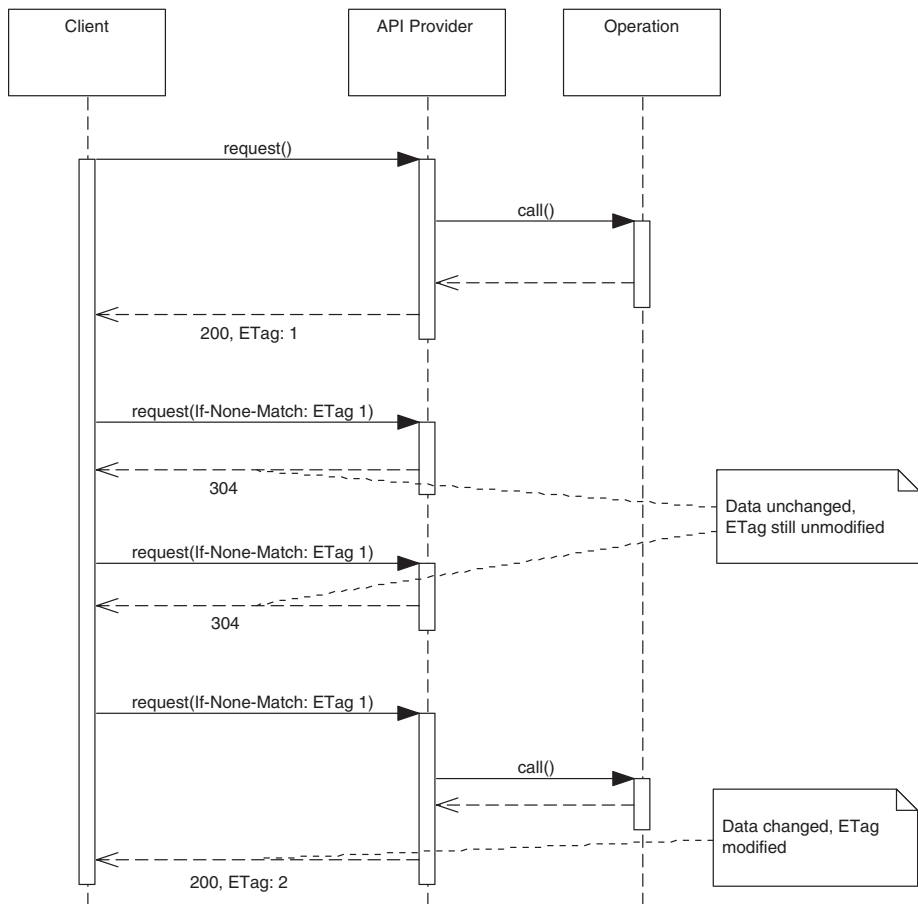 Client
API Provider
Operation
request()
call()
200, ETag: 1
request(If-None-Match: ETag 1)
304
Data unchanged,
ETag still unmodified
request(If-None-Match: ETag 1)
304
request(If-None-Match: ETag 1)
call()
Data changed, ETag
modified
200, ETag: 2